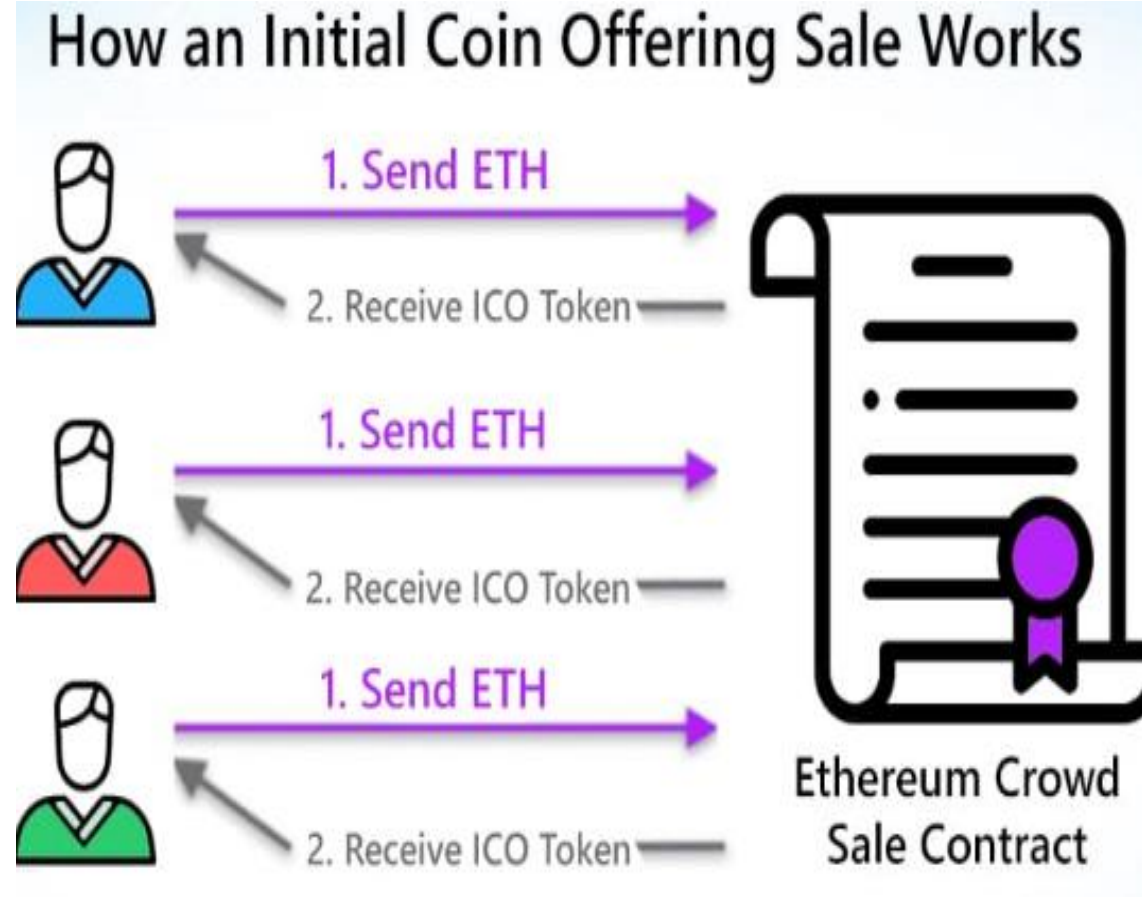 How an Initial Coin Offering Sale Works
1. Send ETH
2. Receive ICO Token
1. Send ETH
2. Receive ICO Token
1. Send ETH
2. Receive ICO Token
Ethereum Crowd
Sale Contract